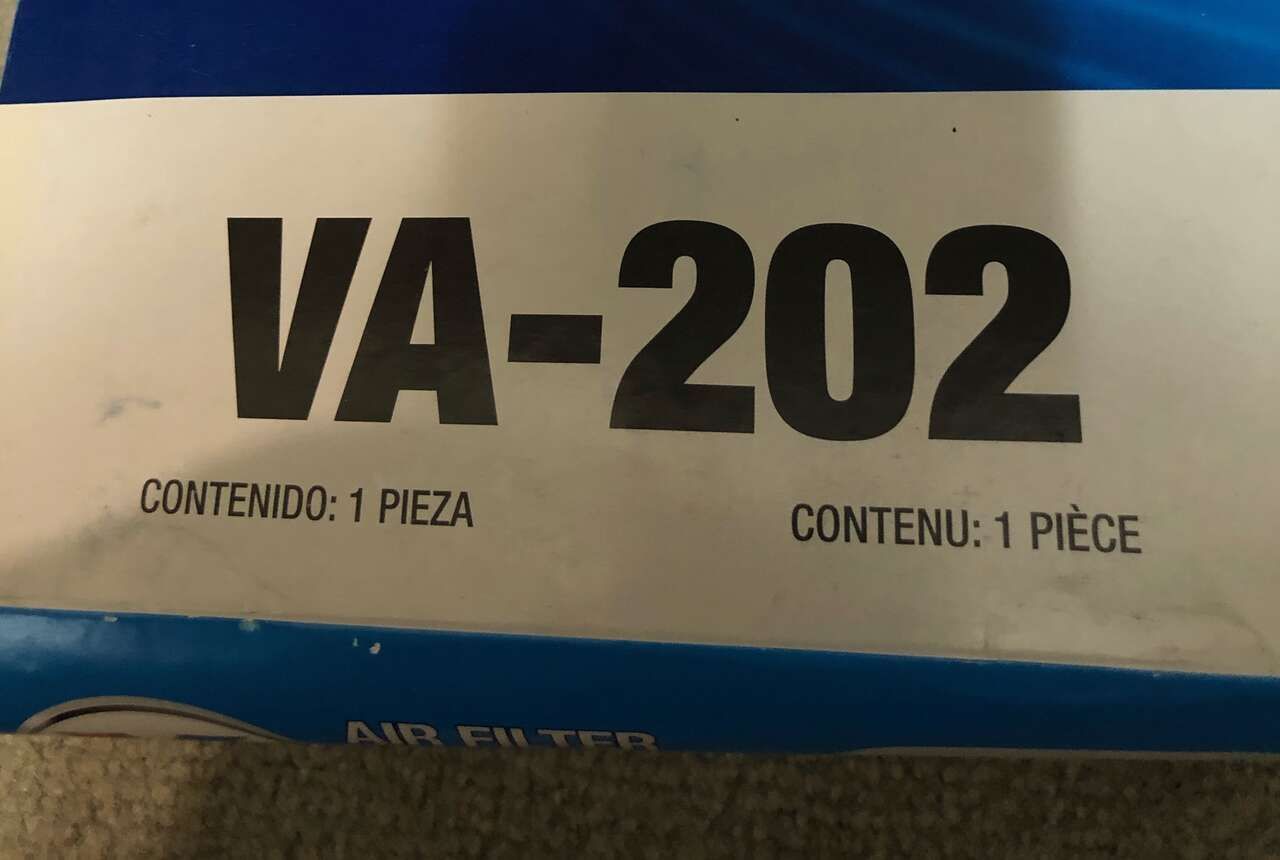 VA-202
CONTENIDO: 1 PIEZA
CONTENU: 1 PIÈCE
AIR FILTER